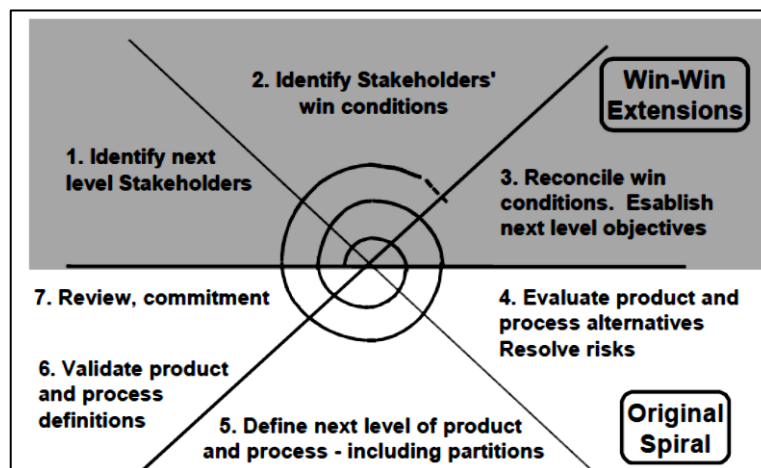 2. Identify Stakeholders'
win conditions
Win-Win
Extensions
1. Identify next
level Stakeholders
3. Reconcile win
conditions. Esablish
next level objectives
7. Review, commitment
4. Evaluate product and
process alternatives
Resolve risks
6. Validate product
and process
definitions
5. Define next level of product
and process - including partitions
Original
Spiral